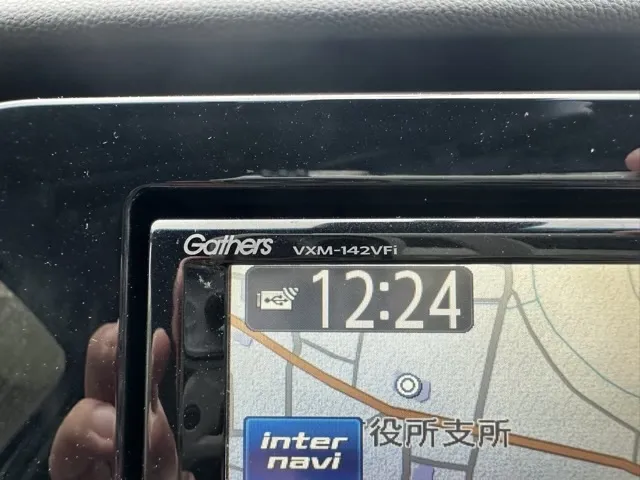 Gathers VXM-142VFi
12:24
役所支所
inter
navi